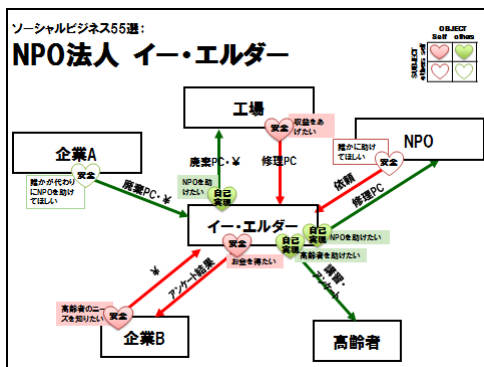 ソーシャルビジネス55選：
NPO法人 イー・エルダー
OBJECT
Self others
SUBJECT
others self
工場
収益をあ
げたい
安全
企業A
安全
誰かが代わり
にNPOを助け
てほしい
廃棄PC・¥
廃棄PC・¥
修理PC
誰かに助けて
ほしい
安全
NPO
依頼
修理PC
NPOを助
けたい
自己
実現
イー・エルダー
自己
実現
NPOを助けたい
自己
実現
高齢者を助けたい
安全
お金を得たい
¥
アンケート結果
講習・
アンケート
高齢者のニー
ズを知りたい
安全
企業B
高齢者